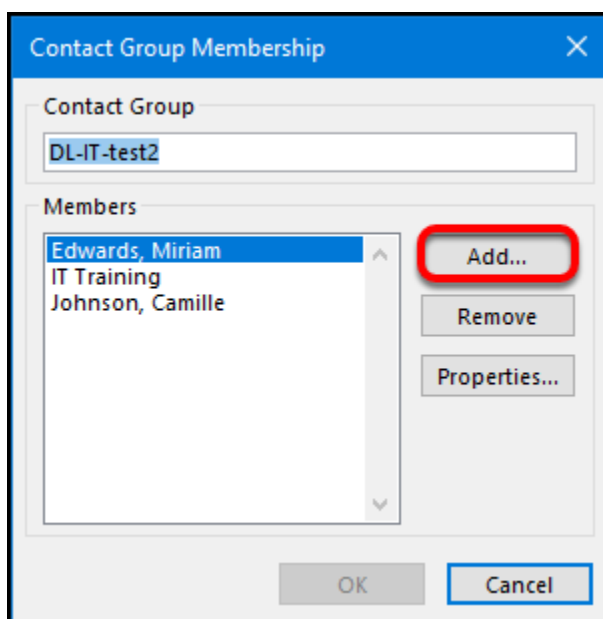 Contact Group Membership
Contact Group
DL-IT-test2
Members
Edwards, Miriam
IT Training
Johnson, Camille
Add...
Remove
Properties...
OK
Cancel